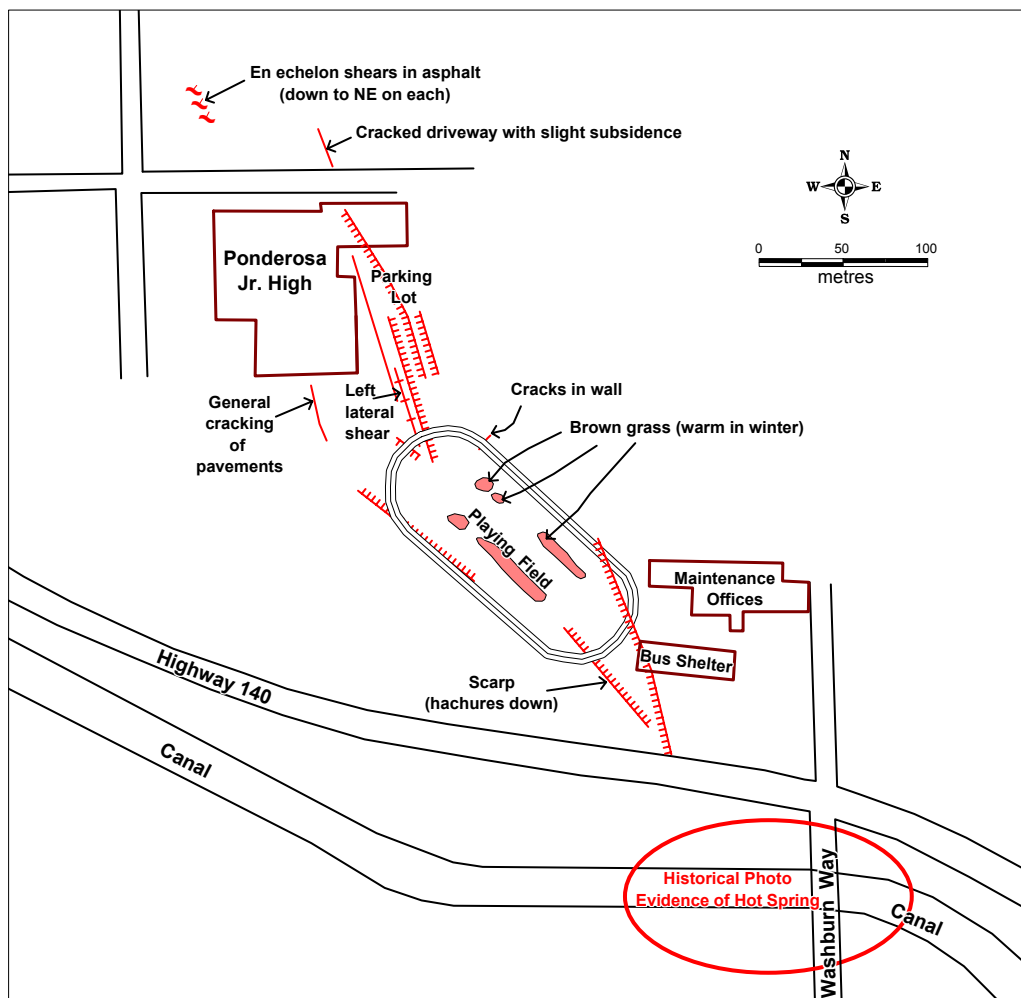 En echelon shears in asphalt
(down to NE on each)
Cracked driveway with slight subsidence
N
W E
S
0 50 100
metres
Ponderosa
Jr. High
Parking
Lot
General
cracking
of
pavements
Left
lateral
shear
Cracks in wall
Brown grass (warm in winter)
Playing Field
Maintenance
Offices
Bus Shelter
Scarp
(hachures down)
Highway 140
Canal
Historical Photo
Evidence of Hot Spring
Washburn Way
Canal